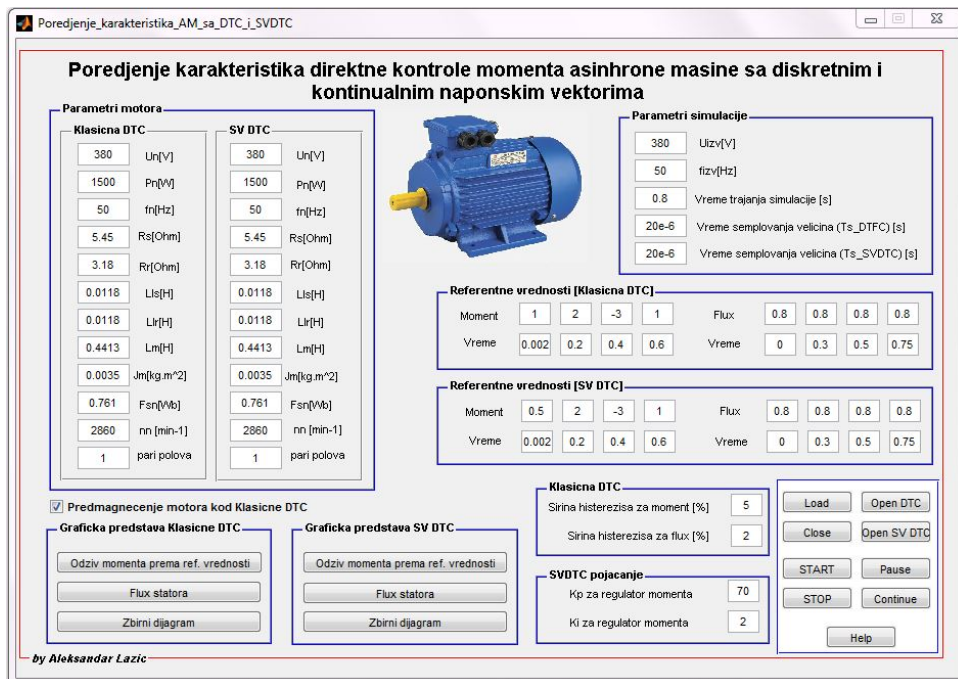 Poredjenje_karakteristika_AM_sa_DTC_i_SVDTC
Poredjenje karakteristika direktne kontrole momenta asinhrone masine sa diskretnim i
kontinualnim naponskim vektorima
Parametri motora
Klasicna DTC
380 Un[V]
1500 Pn[W]
50 fn[Hz]
5.45 Rs[Ohm]
3.18 Rr[Ohm]
0.0118 Lls[H]
0.0118 Llr[H]
0.4413 Lm[H]
0.0035 Jm[kg.m^2]
0.761 Fsn[Wb]
2860 nn [min-1]
1 pari polova
SV DTC
380 Un[V]
1500 Pn[W]
50 fn[Hz]
5.45 Rs[Ohm]
3.18 Rr[Ohm]
0.0118 Lls[H]
0.0118 Llr[H]
0.4413 Lm[H]
0.0035 Jm[kg.m^2]
0.761 Fsn[Wb]
2860 nn [min-1]
1 pari polova
Parametri simulacije
380 Uizv[V]
50 fizv[Hz]
0.8 Vreme trajanja simulacije [s]
20e-6 Vreme semplovanja velicina (Ts_DTFC) [s]
20e-6 Vreme semplovanja velicina (Ts_SVDTC) [s]
Referentne vrednosti [Klasicna DTC]
Moment 1 2 -3 1 Flux 0.8 0.8 0.8 0.8
Vreme 0.002 0.2 0.4 0.6 Vreme 0 0.3 0.5 0.75
Referentne vrednosti [SV DTC]
Moment 0.5 2 -3 1 Flux 0.8 0.8 0.8 0.8
Vreme 0.002 0.2 0.4 0.6 Vreme 0 0.3 0.5 0.75
Predmagnecenje motora kod Klasicne DTC
Graficka predstava Klasicne DTC
Odziv momenta prema ref. vrednosti
Flux statora
Zbirni dijagram
Graficka predstava SV DTC
Odziv momenta prema ref. vrednosti
Flux statora
Zbirni dijagram
Klasicna DTC
Sirina histerezisa za moment [%] 5
Sirina histerezisa za flux [%] 2
SVDTC pojacanje
Kp za regulator momenta 70
Ki za regulator momenta 2
Load Open DTC
Close Open SV DTC
START Pause
STOP Continue
Help
by Aleksandar Lazic